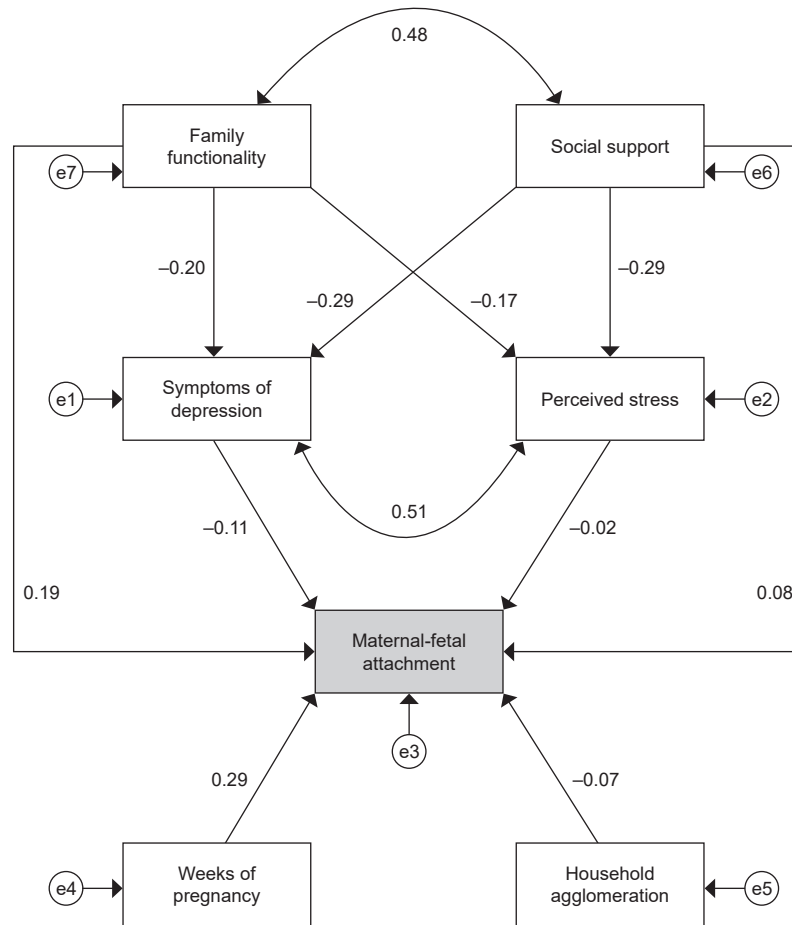 0.48
Family
functionality
Social support
e7
e6
–0.20
–0.29
–0.17
–0.29
e1
Symptoms of
depression
Perceived stress
e2
–0.11
0.51
–0.02
0.19
0.08
Maternal-fetal
attachment
e3
0.29
–0.07
e4
Weeks of
pregnancy
Household
agglomeration
e5